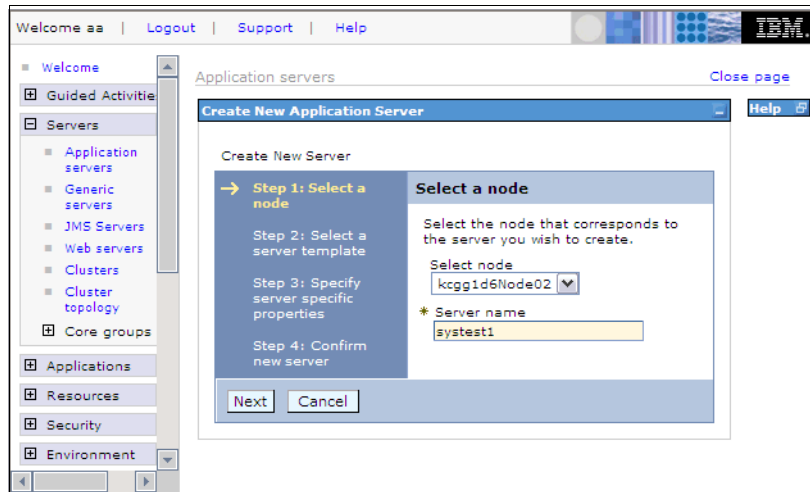 Welcome aa | Logout | Support | Help
IBM.
Welcome
Guided Activitie
Servers
Application
servers
Generic
servers
JMS Servers
Web servers
Clusters
Cluster
topology
Core groups
Applications
Resources
Security
Environment
Application servers
Close page
Create New Application Server
Help
Create New Server
Step 1: Select a
node
Step 2: Select a
server template
Step 3: Specify
server specific
properties
Step 4: Confirm
new server
Select a node
Select the node that corresponds to
the server you wish to create.
Select node
kcgg1d6Node02
* Server name
systest1
Next Cancel